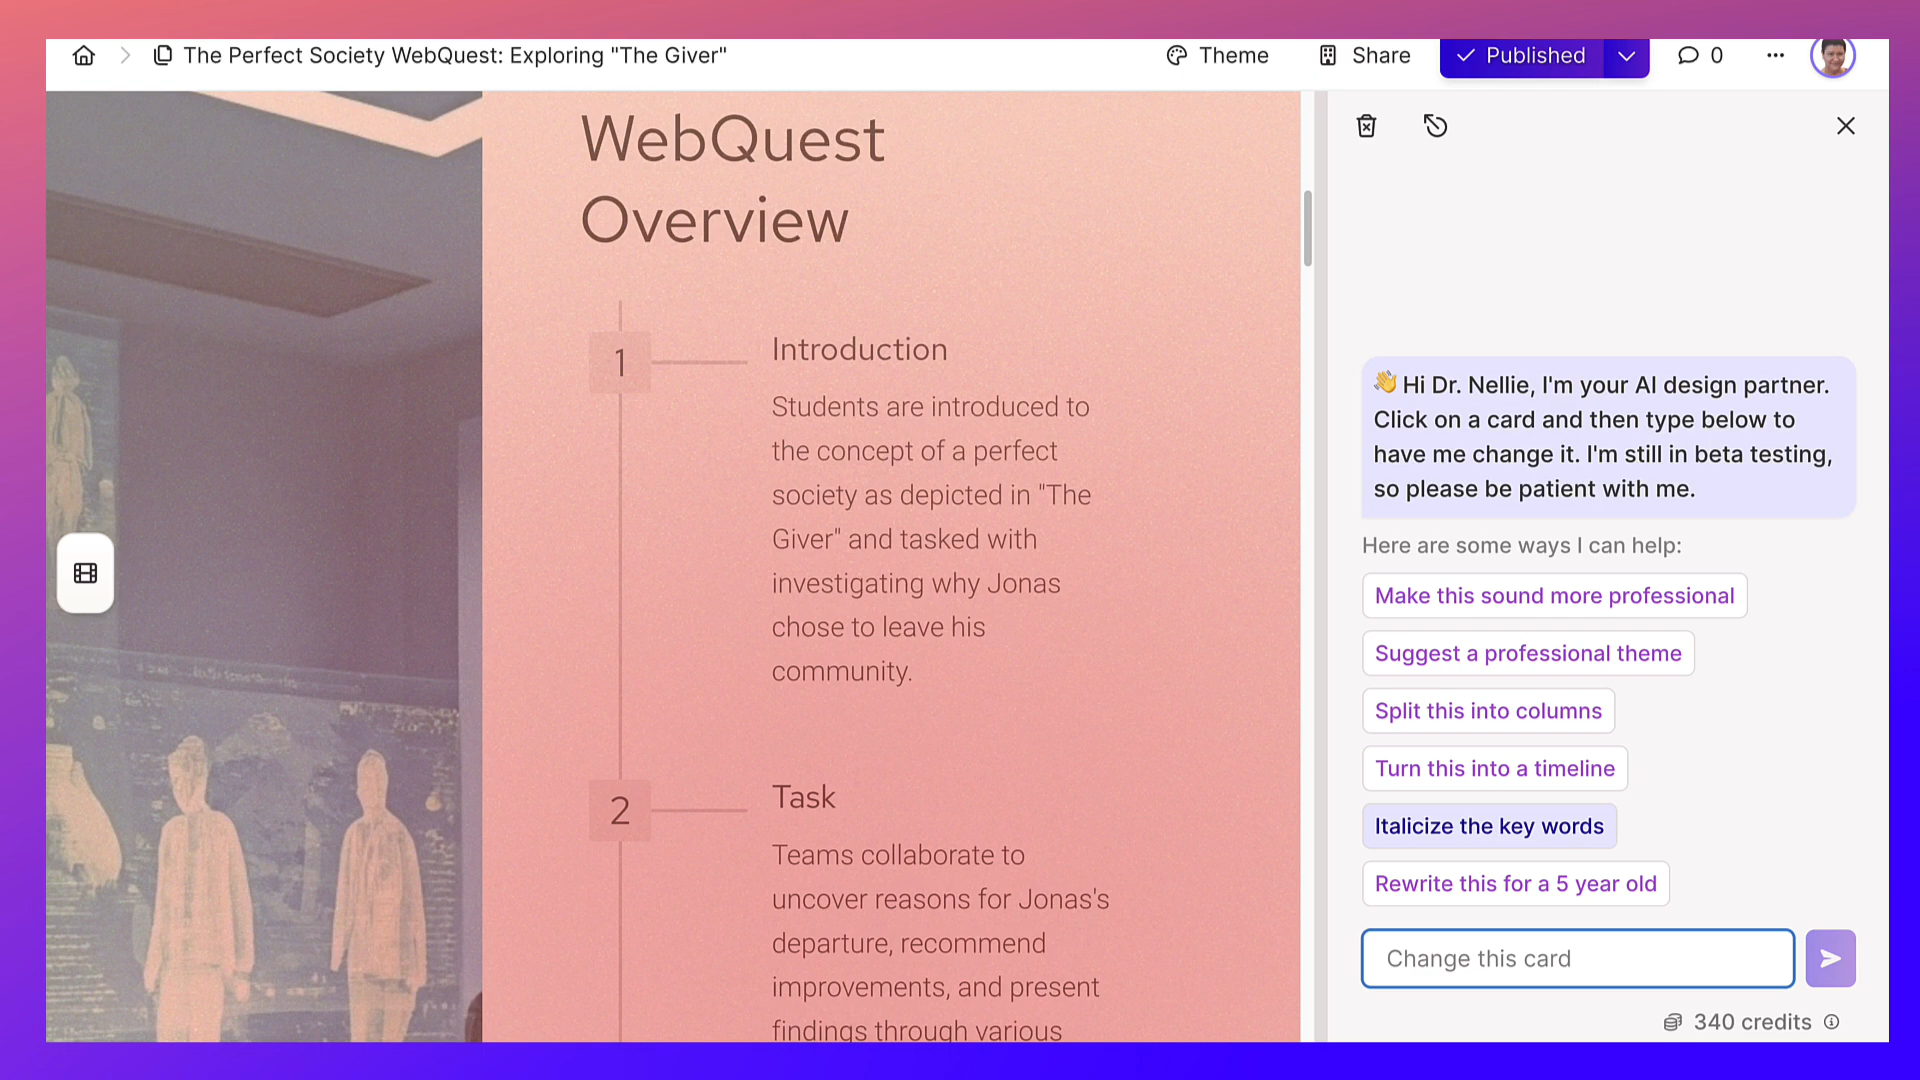 The Perfect Society WebQuest: Exploring "The Giver"
Theme
Share
Published
0
WebQuest
Overview
1
Introduction
Students are introduced to
the concept of a perfect
society as depicted in "The
Giver" and tasked with
investigating why Jonas
chose to leave his
community.
2
Task
Teams collaborate to
uncover reasons for Jonas's
departure, recommend
improvements, and present
findings through various
👋 Hi Dr. Nellie, I'm your AI design partner.
Click on a card and then type below to
have me change it. I'm still in beta testing,
so please be patient with me.
Here are some ways I can help:
Make this sound more professional
Suggest a professional theme
Split this into columns
Turn this into a timeline
Italicize the key words
Rewrite this for a 5 year old
Change this card
340 credits